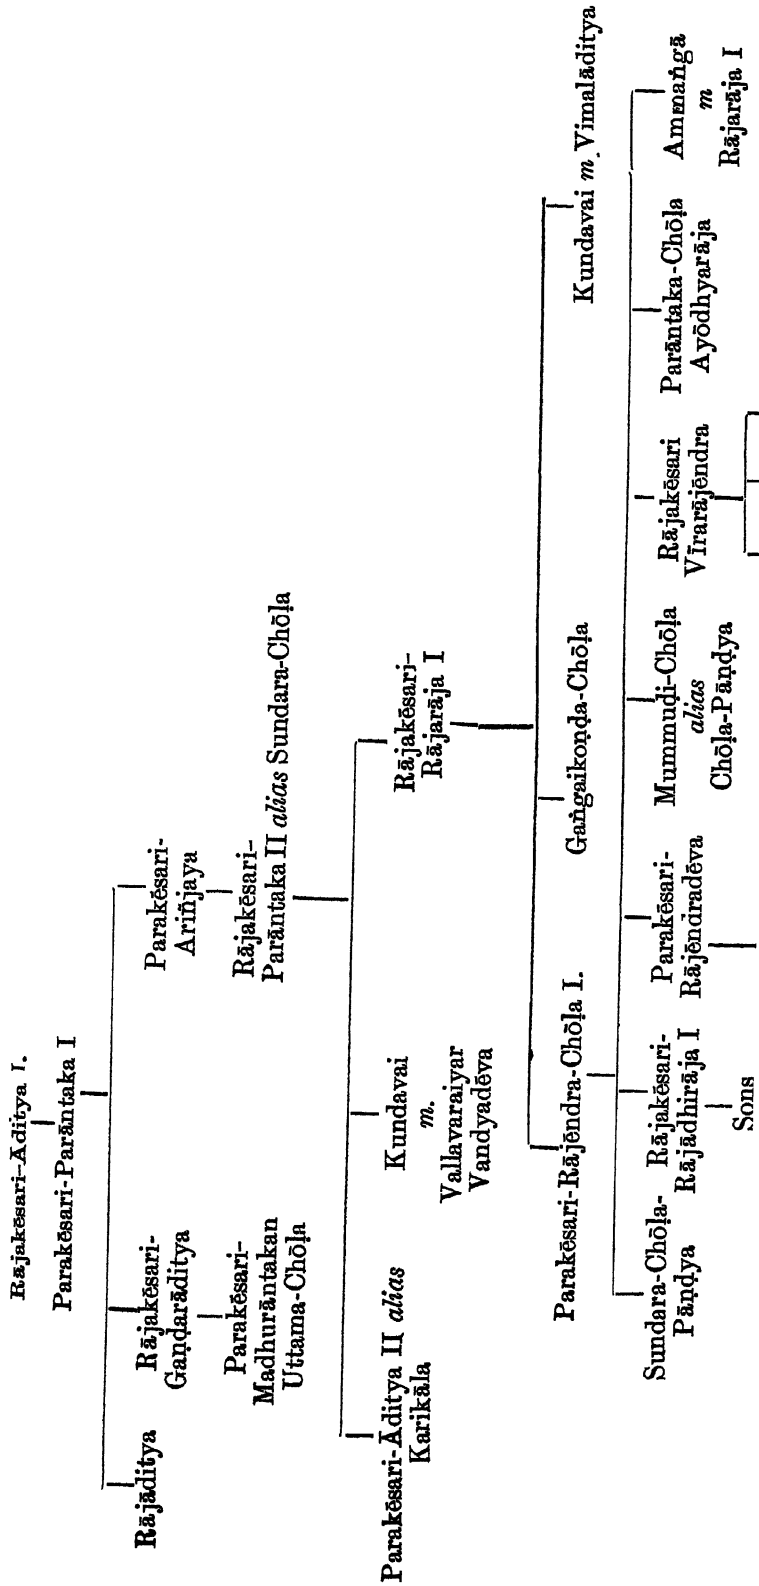 Rājakēsari-Āditya I.
Parakēsari-Parāntaka I
Rājāditya
Rājakēsari-
Gaṇḍarāditya
Parakēsari-
Ariñjaya
Parakēsari-
Madhurāntakan
Uttama-Chōḷa
Rājakēsari-
Parāntaka II alias Sundara-Chōḷa
Parakēsari-Āditya II alias
Karikāla
Kundavai
m.
Vallavaraiyar
Vandyadēva
Rājakēsari-
Rājarāja I
Parakēsari-Rājēndra-Chōḷa I.
Gaṅgaikoṇḍa-Chōḷa
Kundavai m. Vimalāditya
Sundara-Chōḷa-
Pāṇḍya
Rājakēsari-
Rājādhirāja I
Parakēsari-
Rājēndradēva
Mummuḍi-Chōḷa
alias
Chōḷa-Pāṇḍya
Rājakēsari
Vīrarājēndra
Parāntaka-Chōḷa
Ayōdhyarāja
Ammaṅgā
m
Rājarāja I
Sons